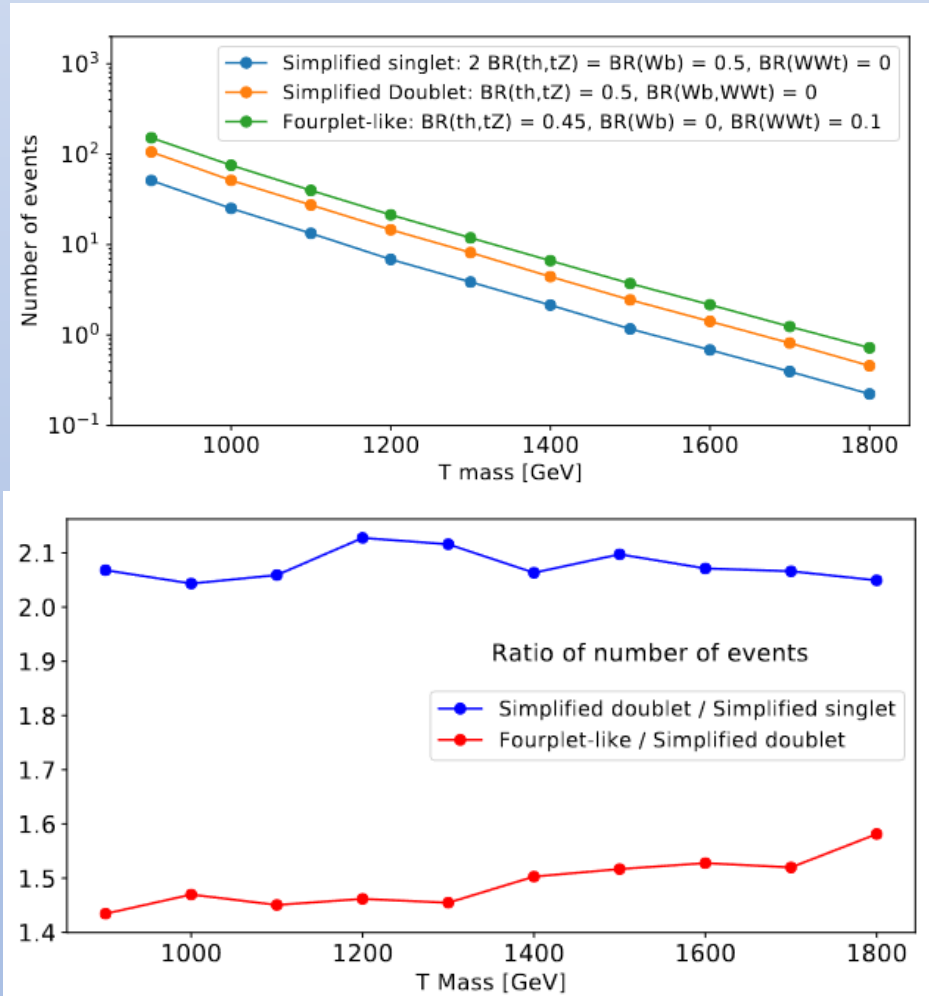 10³
10²
10¹
10⁰
10⁻¹
Number of events
Simplified singlet: 2 BR(th,tZ) = BR(Wb) = 0.5, BR(WWt) = 0
Simplified Doublet: BR(th,tZ) = 0.5, BR(Wb,WWt) = 0
Fourplet-like: BR(th,tZ) = 0.45, BR(Wb) = 0, BR(WWt) = 0.1
1000 1200 1400 1600 1800
T mass [GeV]
2.1
2.0
1.9
1.8
1.7
1.6
1.5
1.4
Ratio of number of events
Simplified doublet / Simplified singlet
Fourplet-like / Simplified doublet
1000 1200 1400 1600 1800
T Mass [GeV]